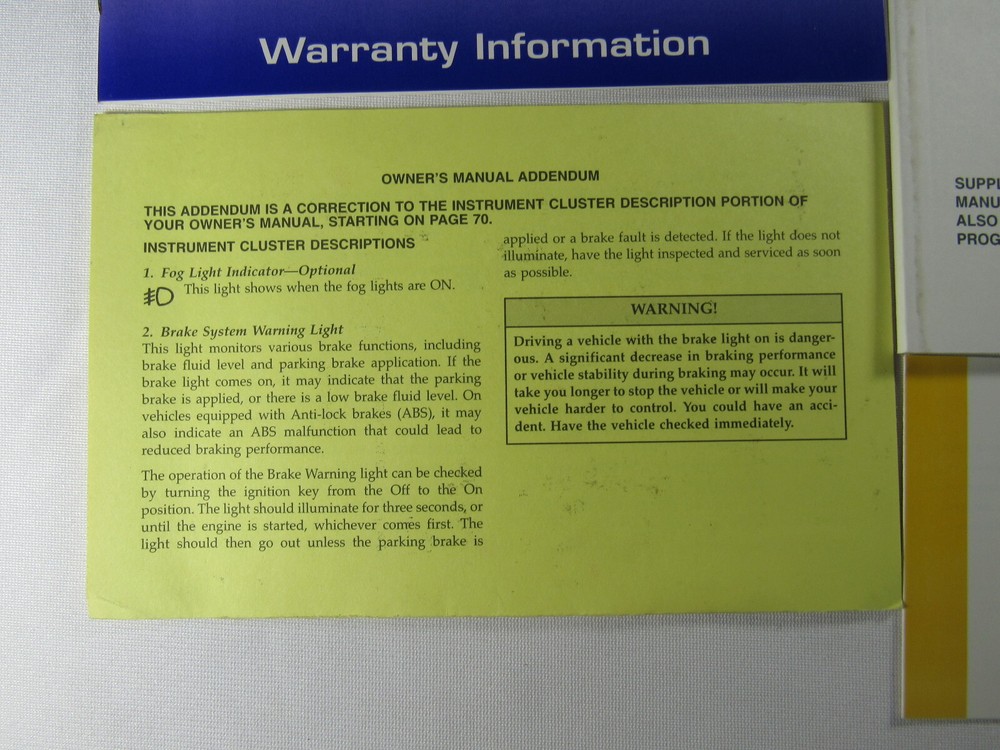 Warranty Information
OWNER'S MANUAL ADDENDUM
THIS ADDENDUM IS A CORRECTION TO THE INSTRUMENT CLUSTER DESCRIPTION PORTION OF
YOUR OWNER'S MANUAL, STARTING ON PAGE 70.
INSTRUMENT CLUSTER DESCRIPTIONS
1. Fog Light Indicator—Optional
This light shows when the fog lights are ON.
2. Brake System Warning Light
This light monitors various brake functions, including
brake fluid level and parking brake application. If the
brake light comes on, it may indicate that the parking
brake is applied, or there is a low brake fluid level. On
vehicles equipped with Anti-lock brakes (ABS), it may
also indicate an ABS malfunction that could lead to
reduced braking performance.
The operation of the Brake Warning light can be checked
by turning the ignition key from the Off to the On
position. The light should illuminate for three seconds, or
until the engine is started, whichever comes first. The
light should then go out unless the parking brake is
applied or a brake fault is detected. If the light does not
illuminate, have the light inspected and serviced as soon
as possible.
WARNING!
Driving a vehicle with the brake light on is danger-
ous. A significant decrease in braking performance
or vehicle stability during braking may occur. It will
take you longer to stop the vehicle or will make your
vehicle harder to control. You could have an acci-
dent. Have the vehicle checked immediately.
SUPPL
MANU
ALSO
PROG